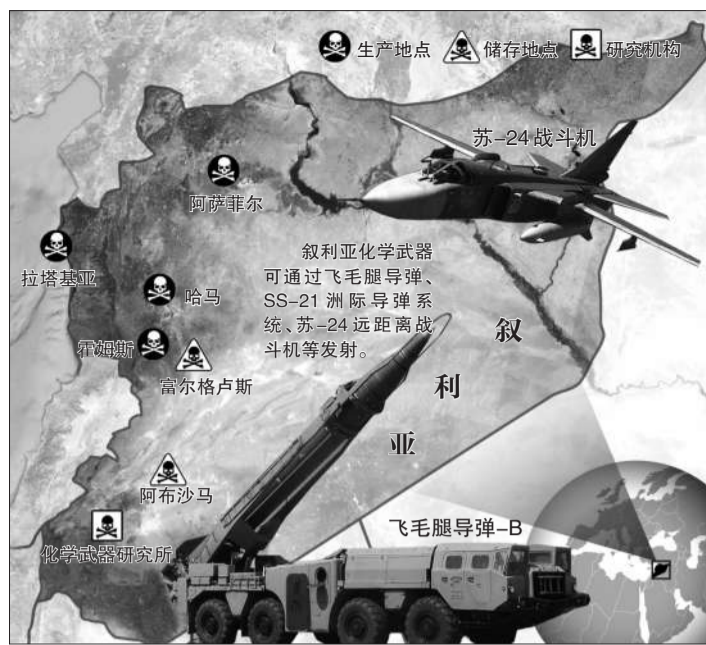 生产地点
储存地点
研究机构
苏-24战斗机
阿萨菲尔
拉塔基亚
哈马
霍姆斯
富尔格卢斯
叙利亚化学武器
可通过飞毛腿导弹、
SS-21洲际导弹系
统、苏-24远距离战
斗机等发射。
叙
利
亚
阿布沙马
化学武器研究所
飞毛腿导弹-B